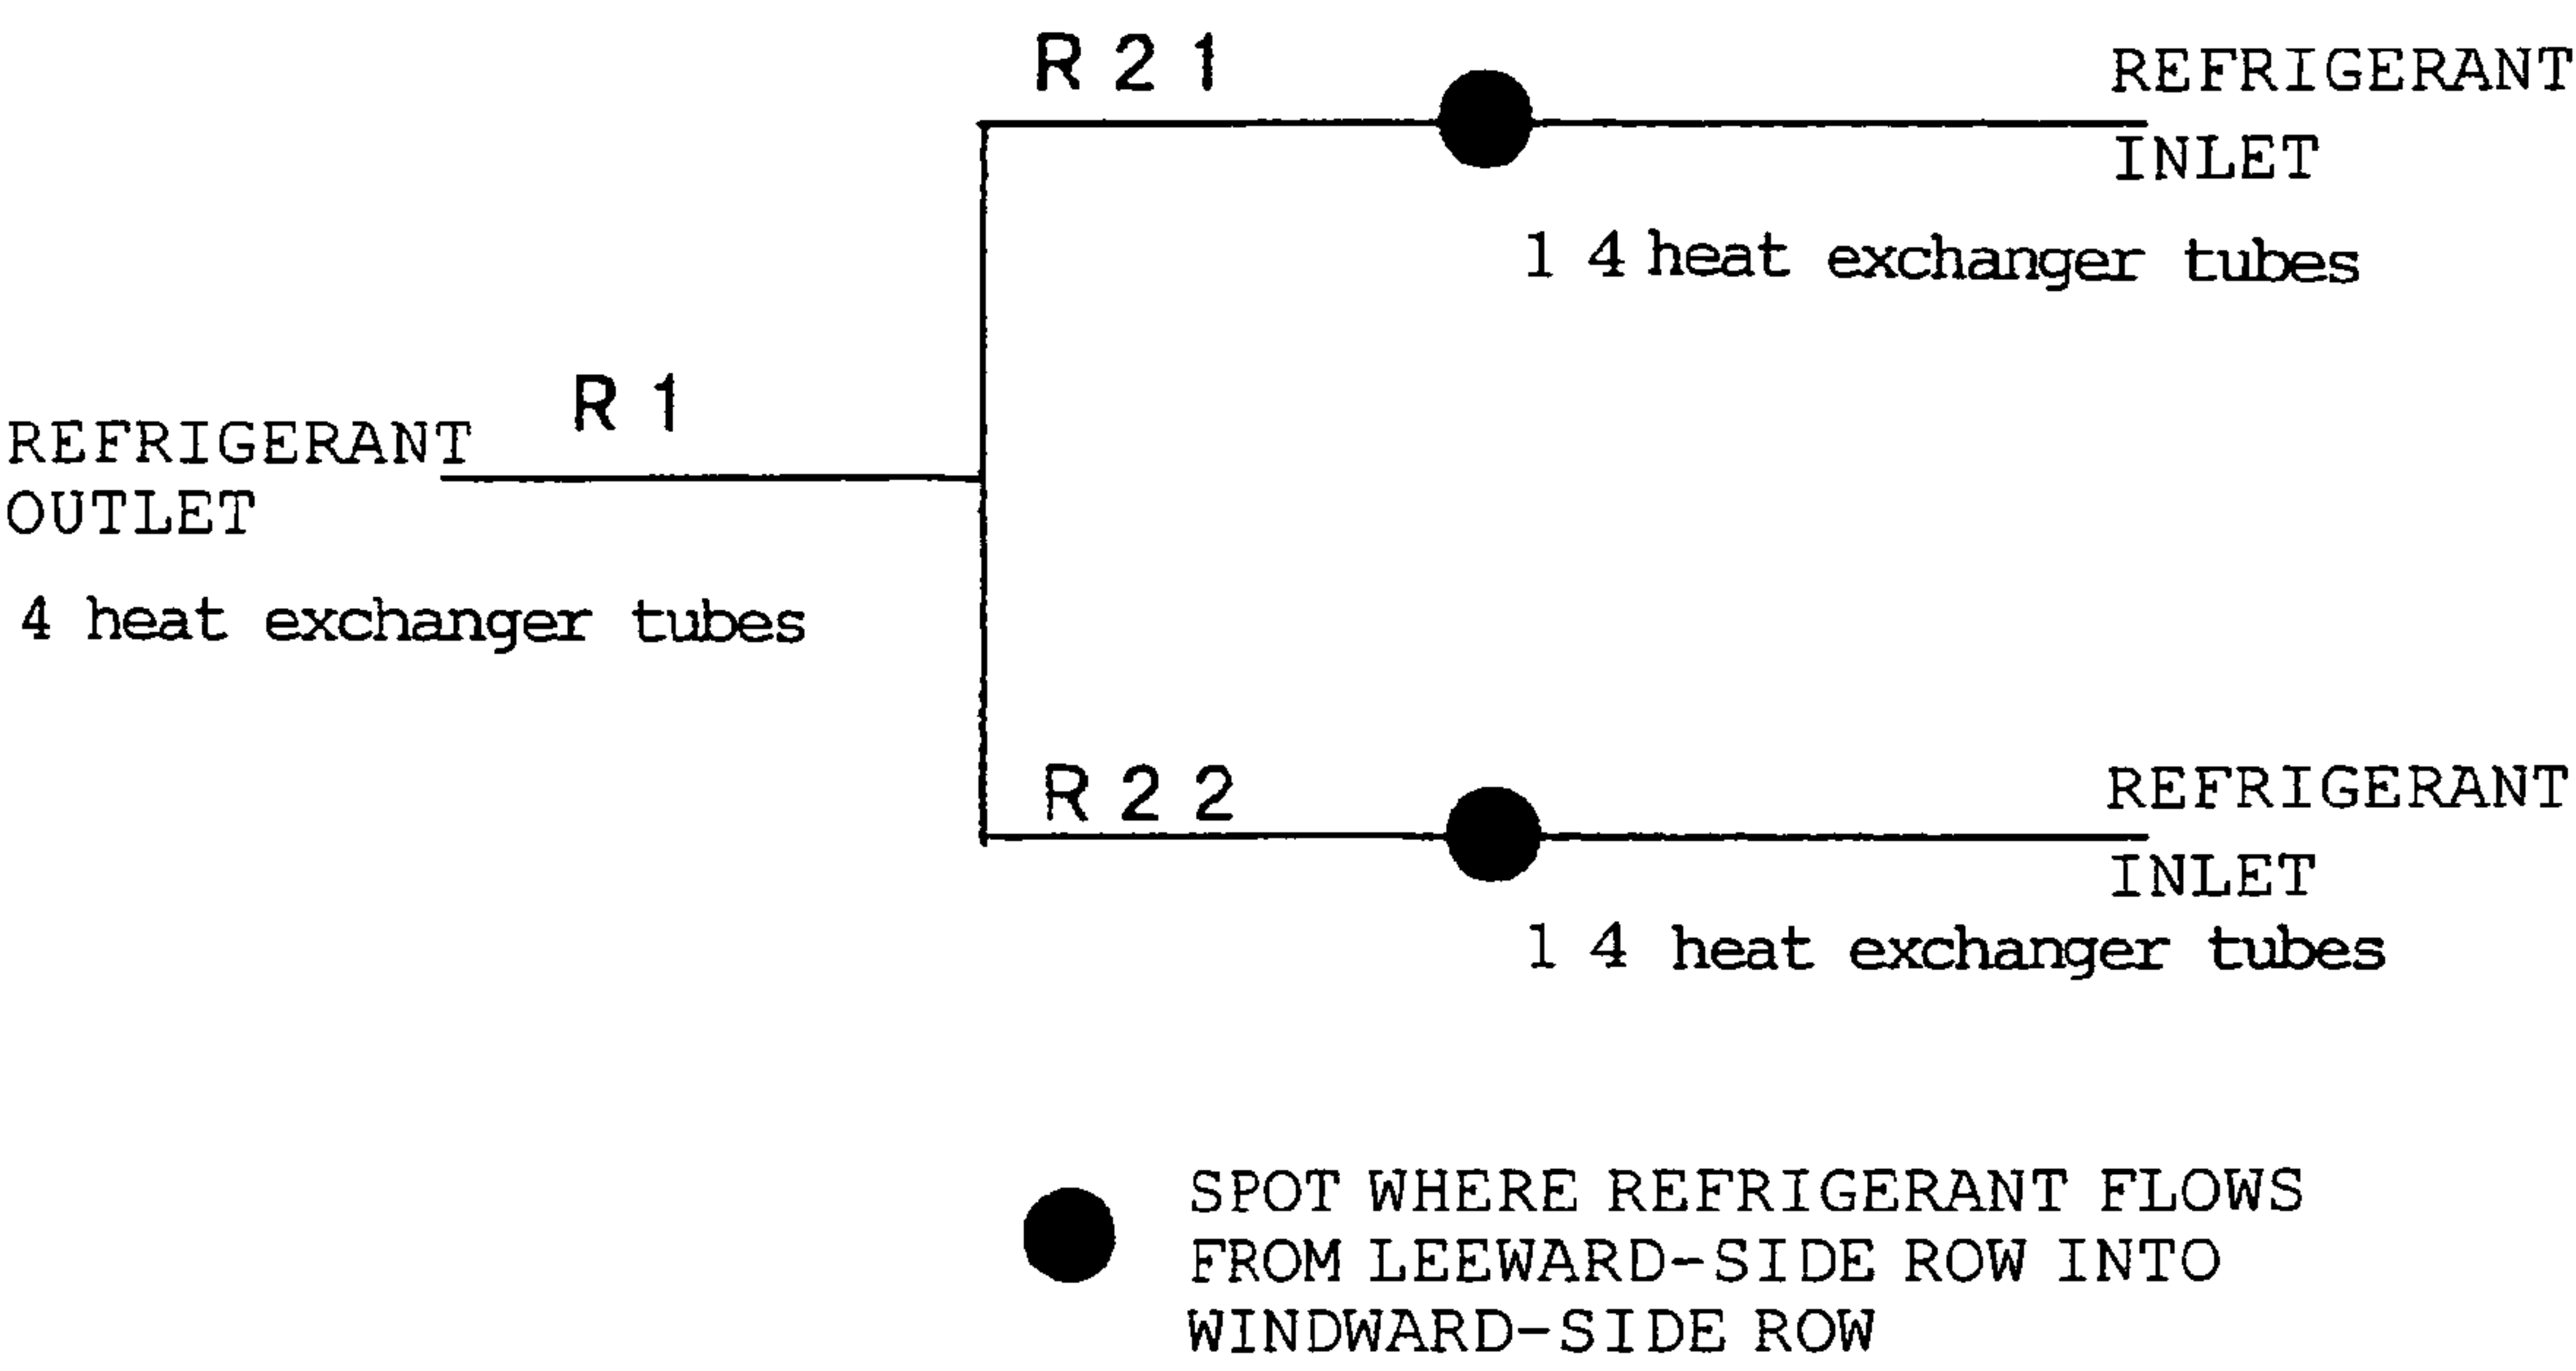 R 2 1
REFRIGERANT
INLET
1 4 heat exchanger tubes
R 1
REFRIGERANT
OUTLET
4 heat exchanger tubes
R 2 2
REFRIGERANT
INLET
1 4 heat exchanger tubes
SPOT WHERE REFRIGERANT FLOWS
FROM LEEWARD-SIDE ROW INTO
WINDWARD-SIDE ROW